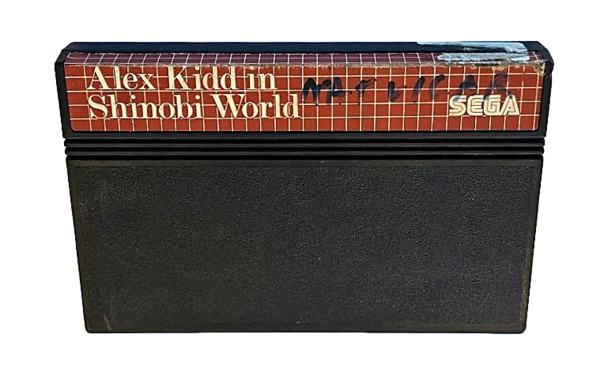 Alex Kidd in
Shinobi World
SEGA